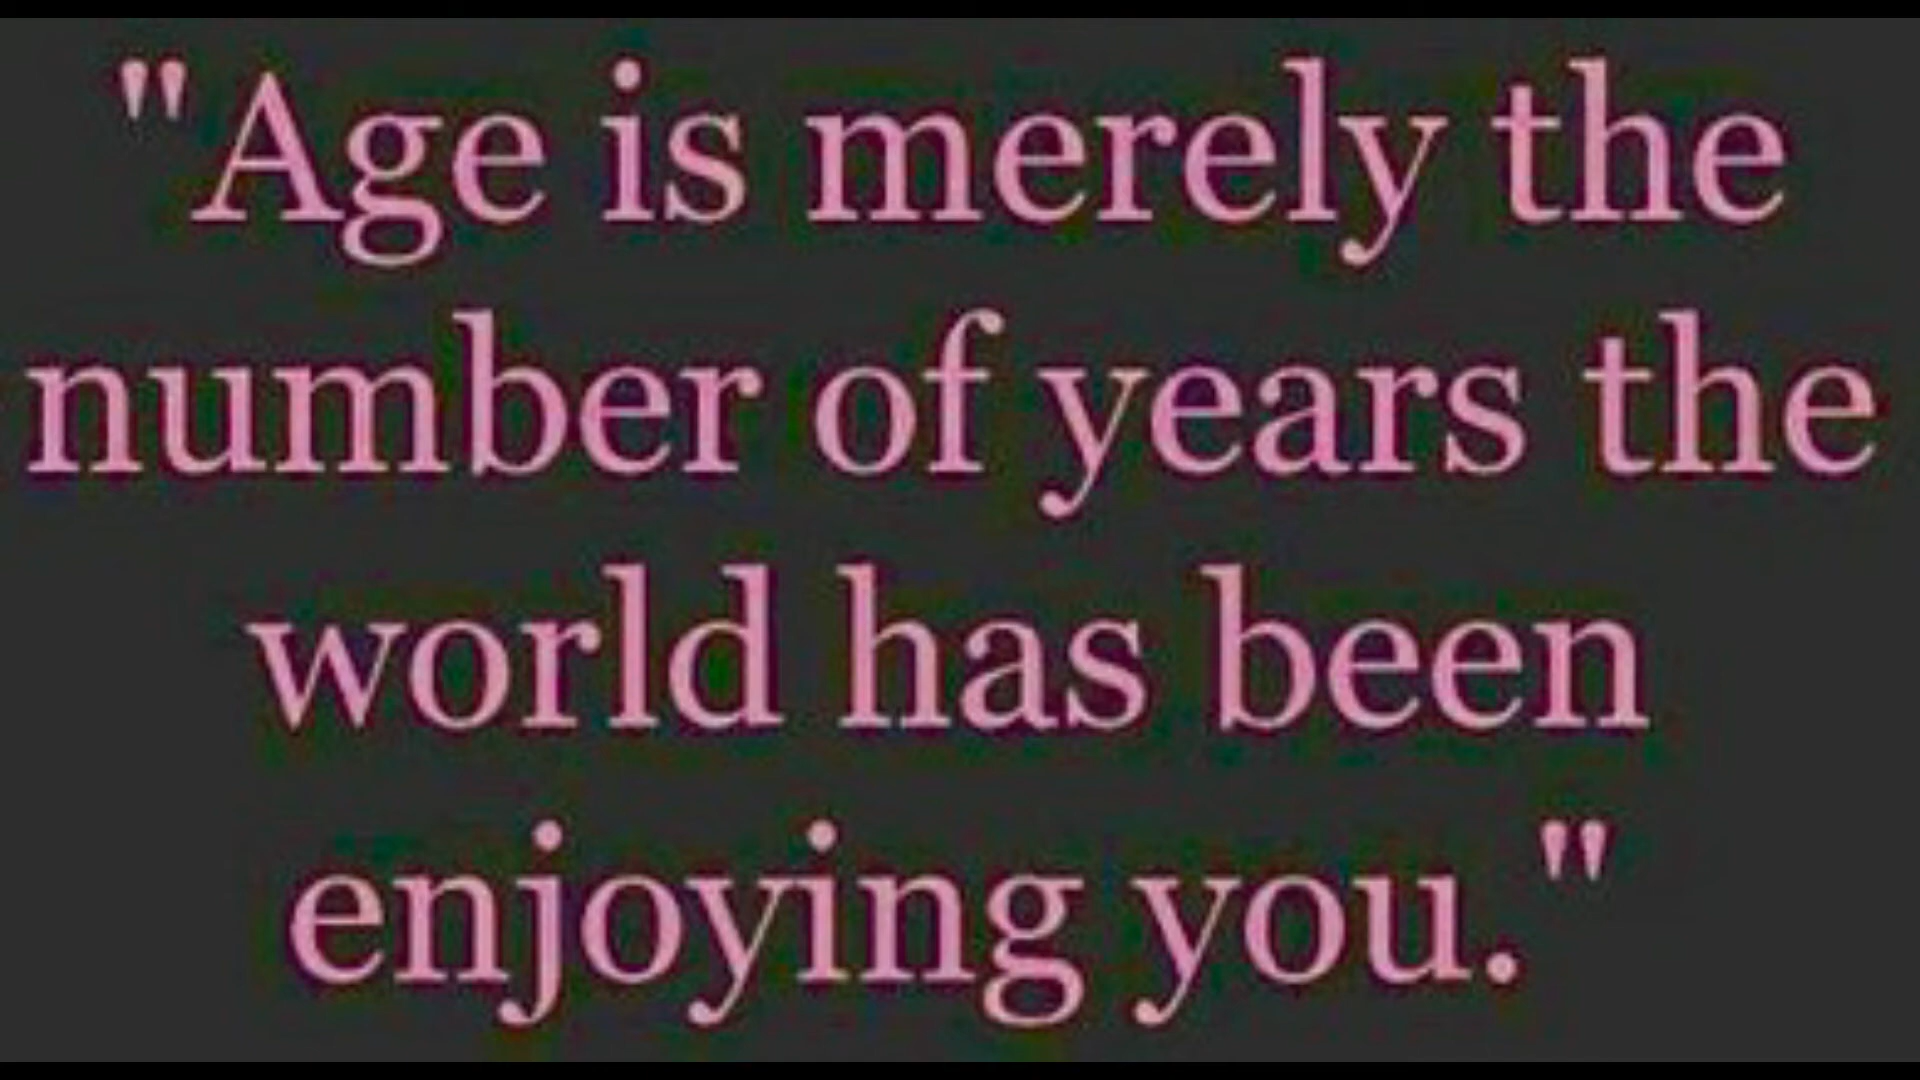 "Age is merely the
number of years the
world has been
enjoying you."